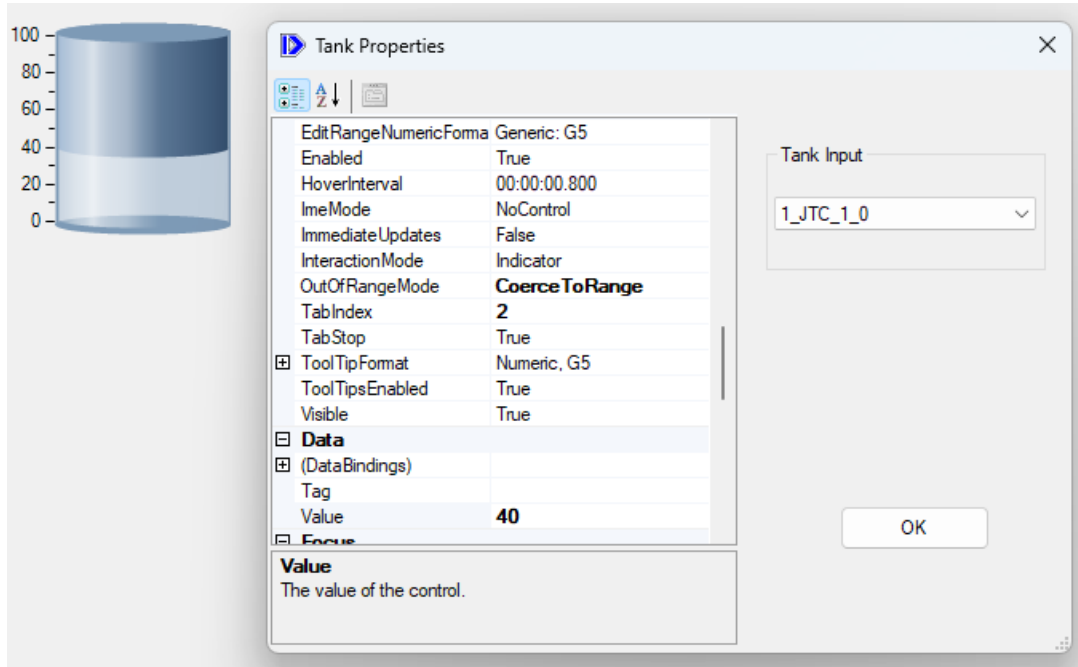 100
80
60
40
20
0
Tank Properties
EditRangeNumericForma Generic: G5
Enabled True
HoverInterval 00:00:00.800
ImeMode NoControl
ImmediateUpdates False
InteractionMode Indicator
OutOfRangeMode CoerceToRange
TabIndex 2
TabStop True
ToolTipFormat Numeric, G5
ToolTipsEnabled True
Visible True
Data
(DataBindings)
Tag
Value 40
Focus
Value
The value of the control.
Tank Input
1_JTC_1_0
OK